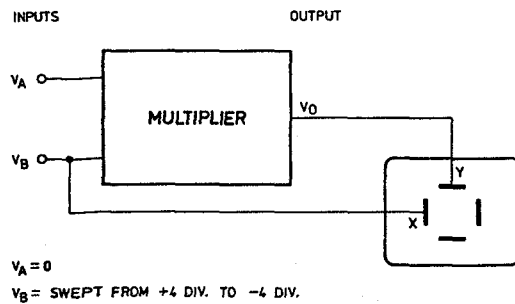 INPUTS
OUTPUT
VA
VB
MULTIPLIER
VO
Y
X
VA = 0
VB = SWEPT FROM +4 DIV. TO -4 DIV.